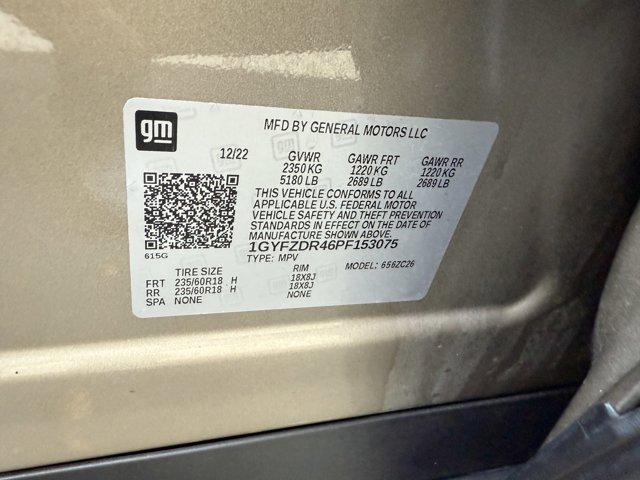 gm
MFD BY GENERAL MOTORS LLC
12/22 GVWR GAWR FRT GAWR RR
2350 KG 1220 KG 1220 KG
5180 LB 2689 LB 2689 LB
THIS VEHICLE CONFORMS TO ALL
APPLICABLE U.S. FEDERAL MOTOR
VEHICLE SAFETY AND THEFT PREVENTION
STANDARDS IN EFFECT ON THE DATE OF
MANUFACTURE SHOWN ABOVE.
1GYFZDR46PF153075
615G
TYPE: MPV MODEL: 6ZC26
TIRE SIZE RIM
FRT 235/60R18 H 18X8J
RR 235/60R18 H 18X8J
SPA NONE NONE